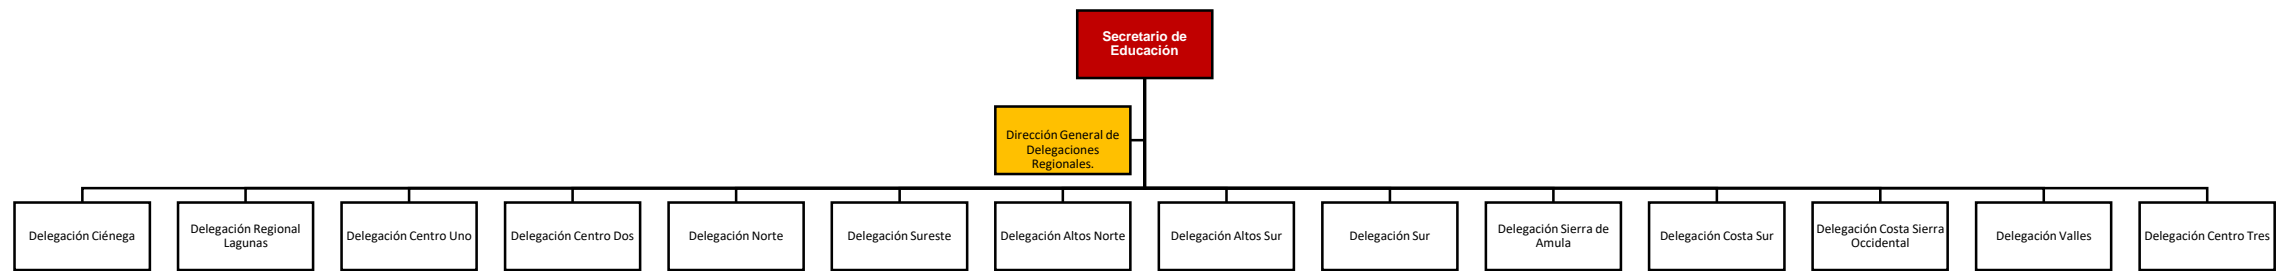 Secretario de
Educación
Dirección General de
Delegaciones
Regionales.
Delegación Ciénega
Delegación Regional
Lagunas
Delegación Centro Uno
Delegación Centro Dos
Delegación Norte
Delegación Sureste
Delegación Altos Norte
Delegación Altos Sur
Delegación Sur
Delegación Sierra de
Amula
Delegación Costa Sur
Delegación Costa Sierra
Occidental
Delegación Valles
Delegación Centro Tres